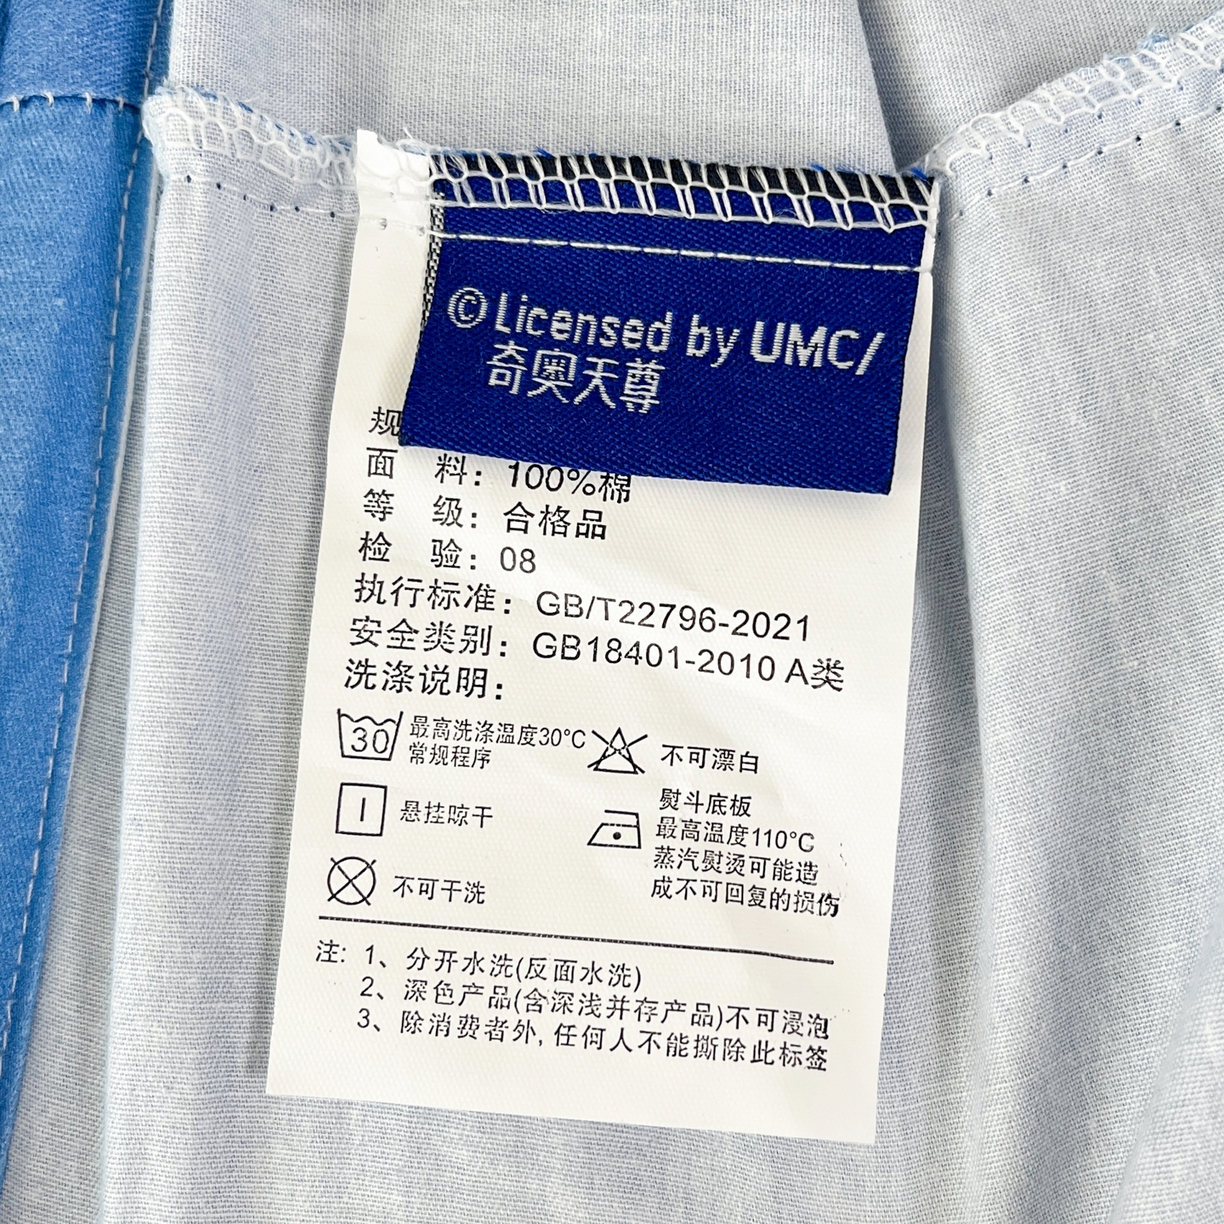 ©Licensed by UMC/
奇奥天尊
规
面 料：100%棉
等 级：合格品
检 验：08
执行标准：GB/T22796-2021
安全类别：GB18401-2010 A类
洗涤说明：
30 最高洗涤温度30°C
常规程序
不可漂白
悬挂晾干
熨斗底板
最高温度110°C
蒸汽熨烫可能造
成不可回复的损伤
不可干洗
注: 1、分开水洗(反面水洗)
2、深色产品(含深浅并存产品)不可浸泡
3、除消费者外, 任何人不能撕除此标签